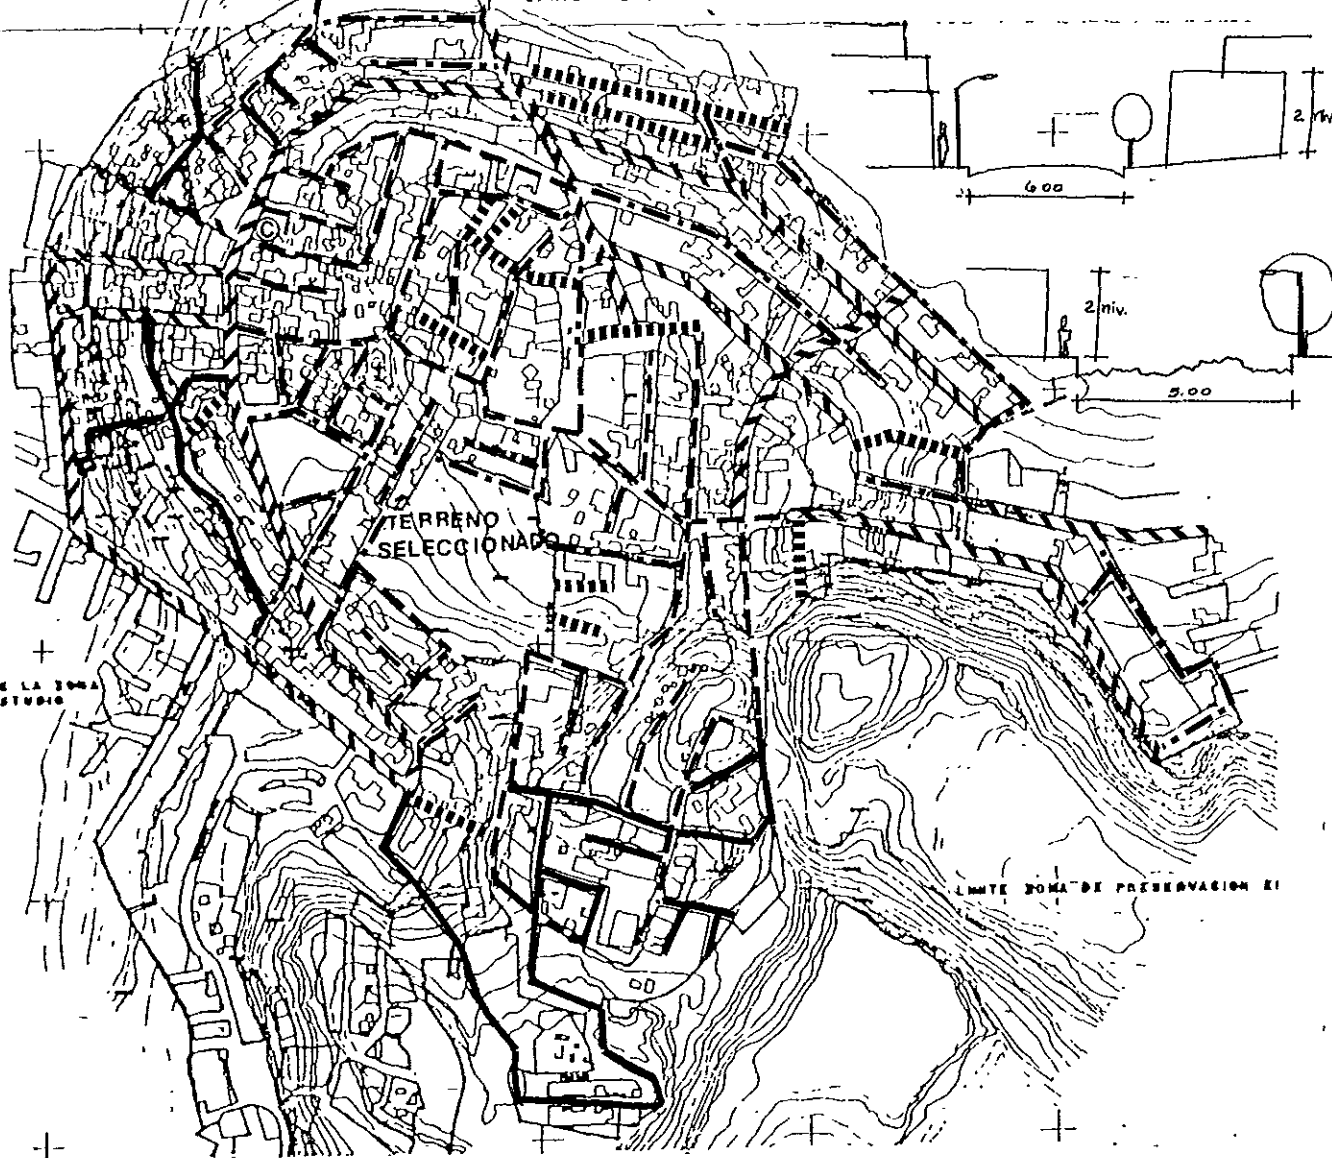 2 niv
6 00
2 niv.
5.00
©
TERRENO
SELECCIONADO
E LA ZONA
STUDIO
LIMITE ZONA DE PRESERVACION E